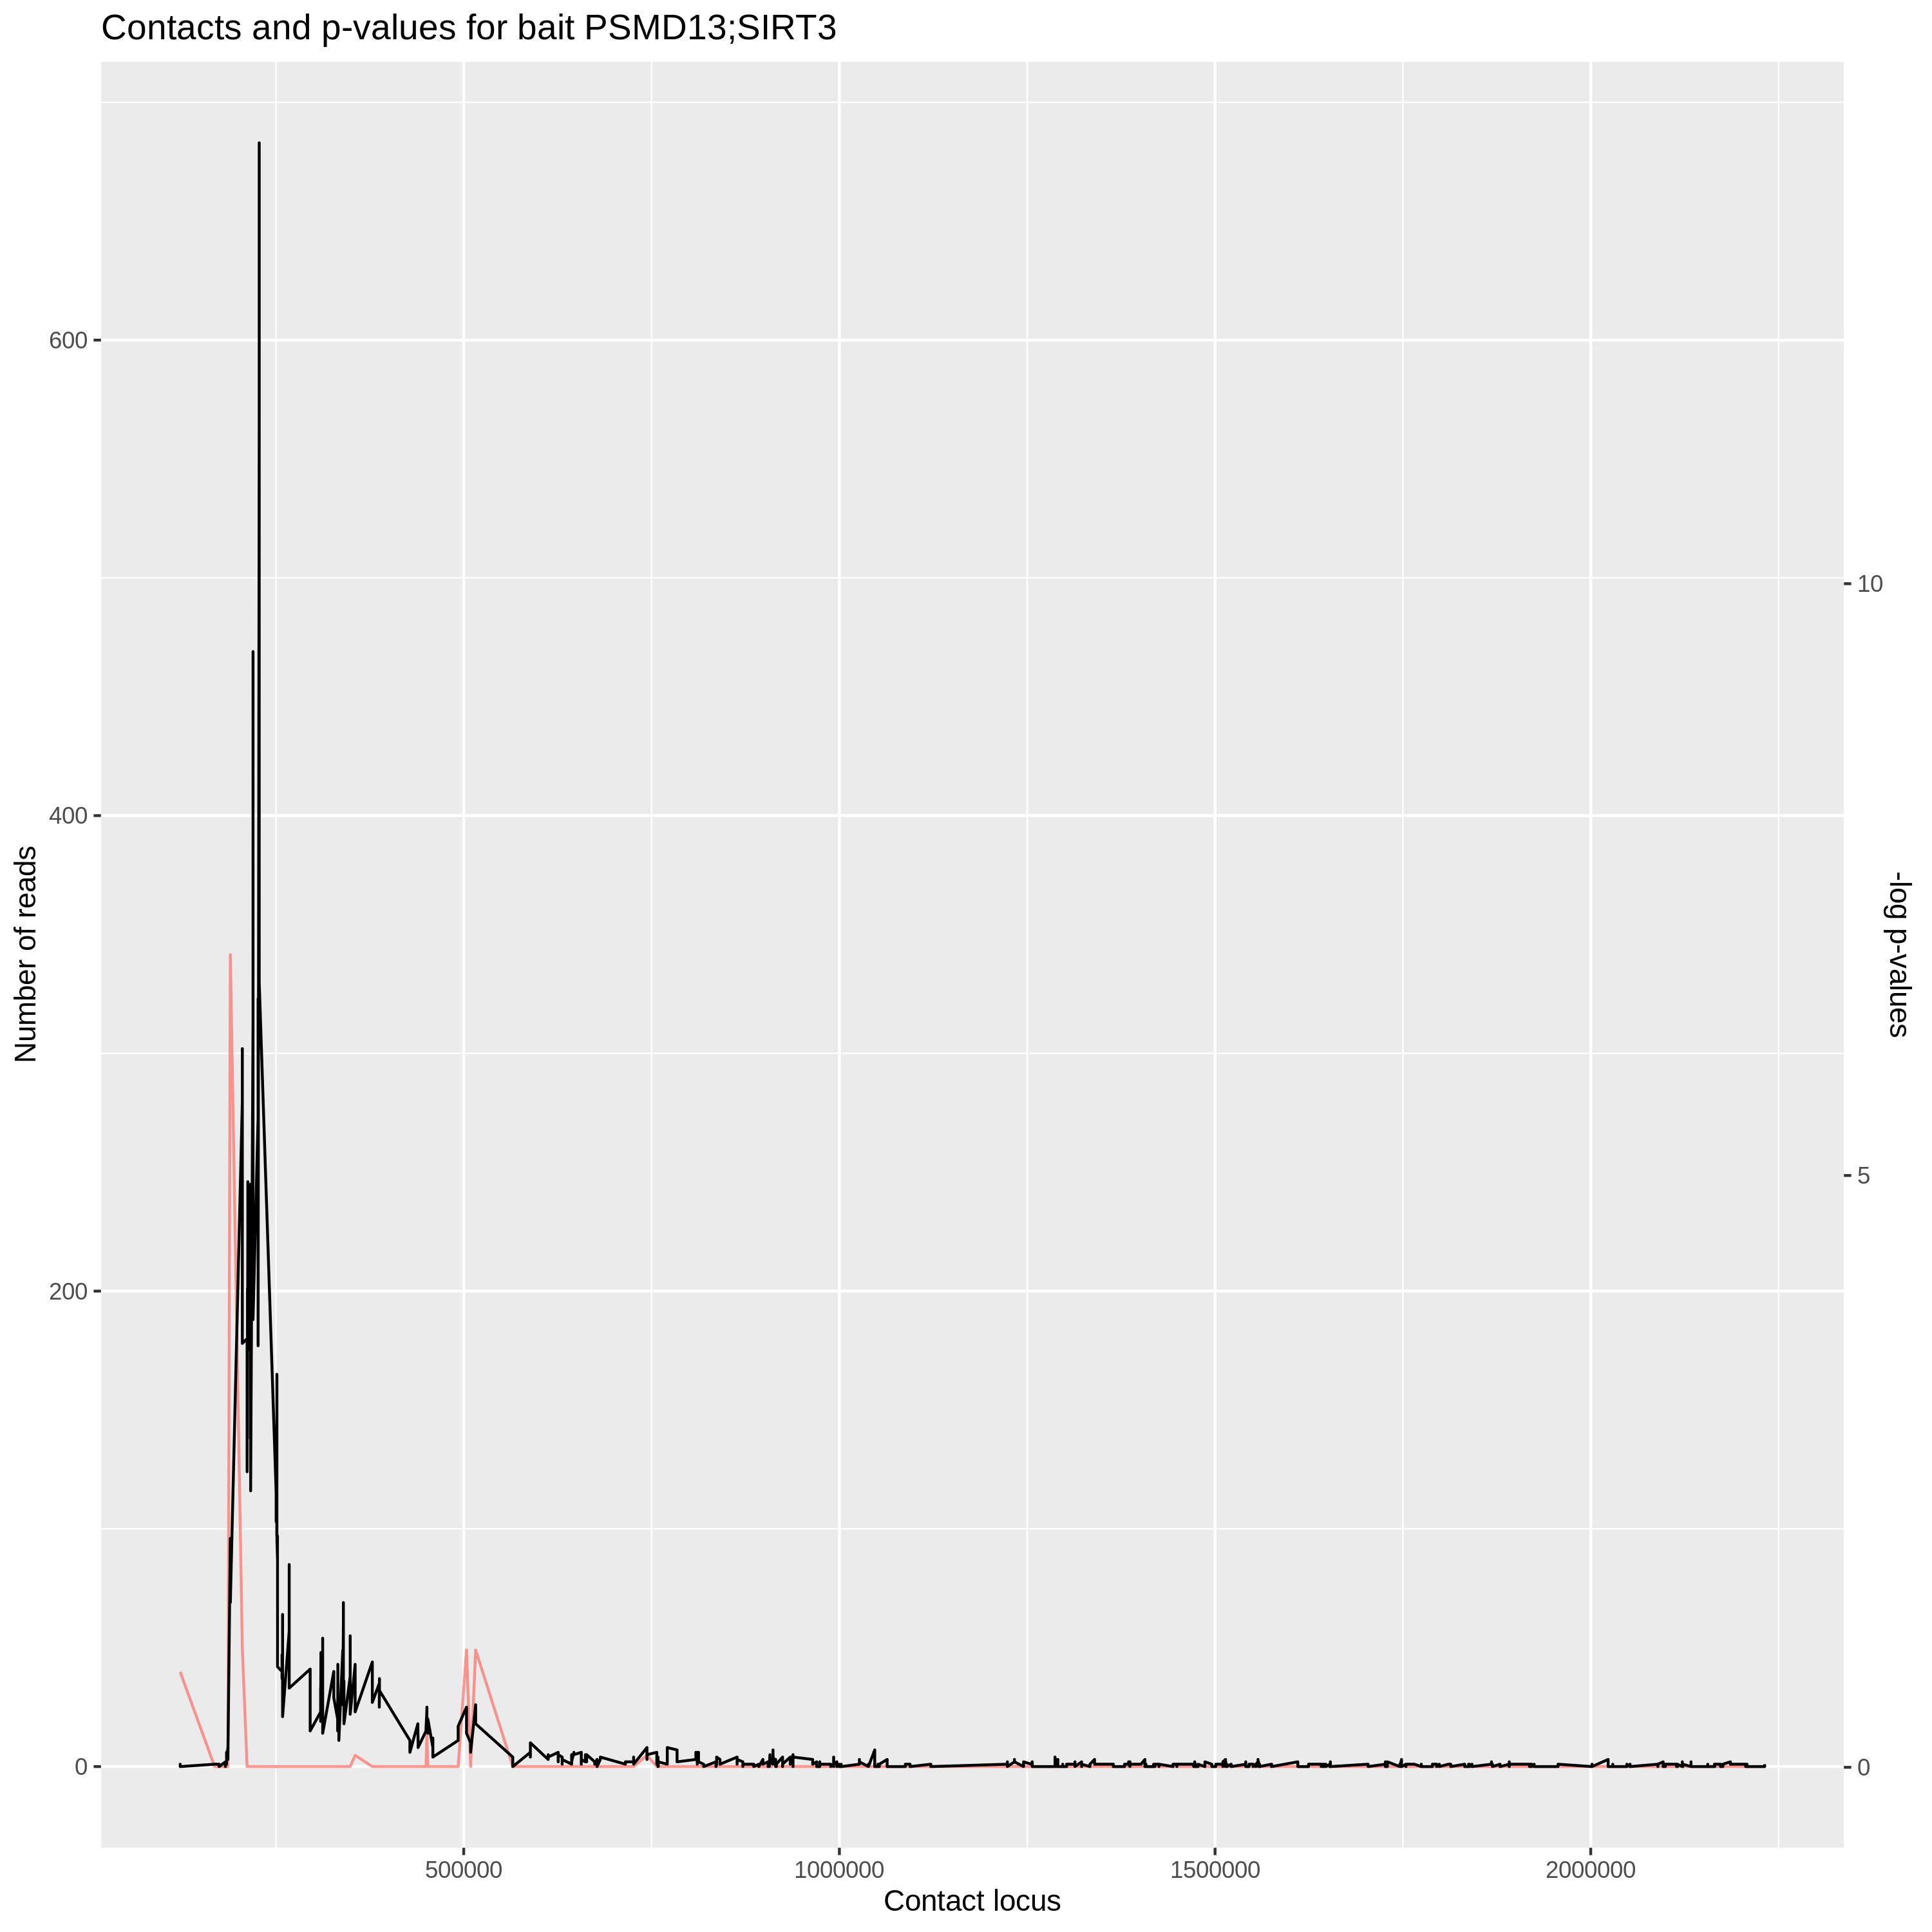 Contacts and p-values for bait PSMD13;SIRT3
Number of reads
600
400
200
0
10
5
0
-log p-values
500000 1000000 1500000 2000000
Contact locus